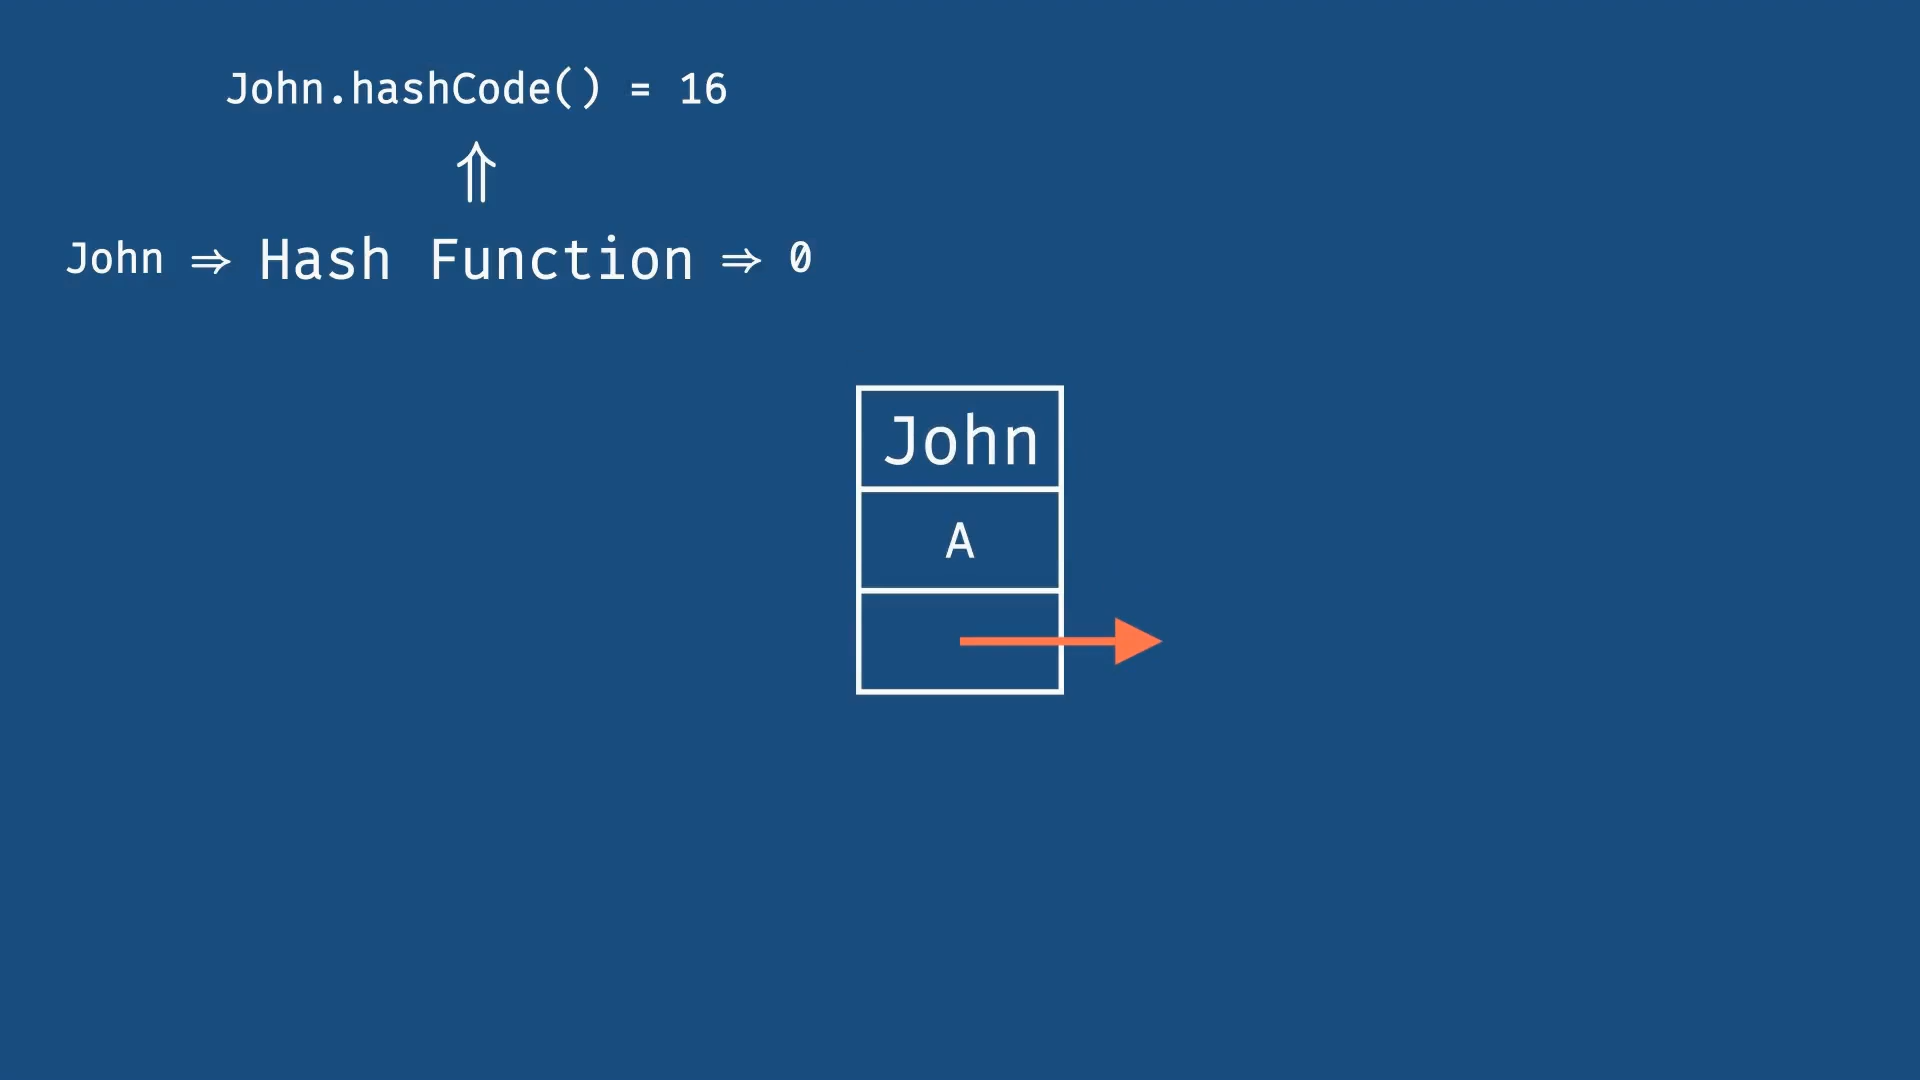 John.hashCode() = 16
⇑
John ⇒ Hash Function ⇒ 0
John
A